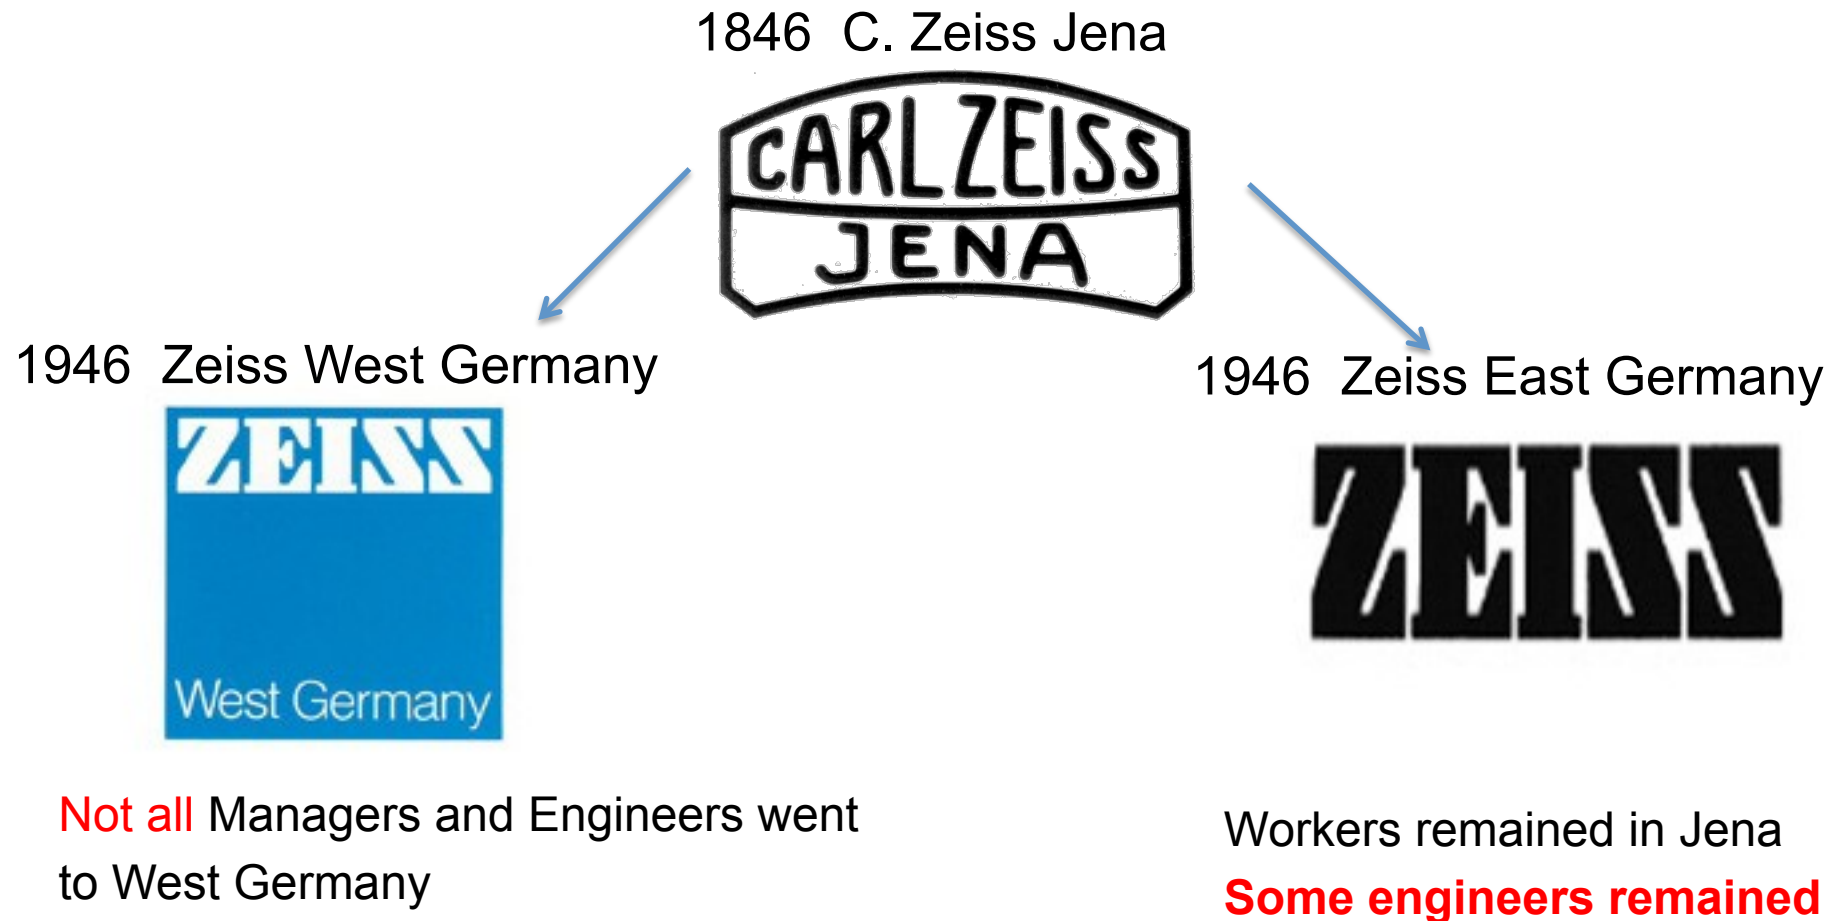 1846 C. Zeiss Jena
CARL ZEISS
JENA
1946 Zeiss West Germany
1946 Zeiss East Germany
ZEISS
West Germany
ZEISS
Not all Managers and Engineers went
to West Germany
Workers remained in Jena
Some engineers remained